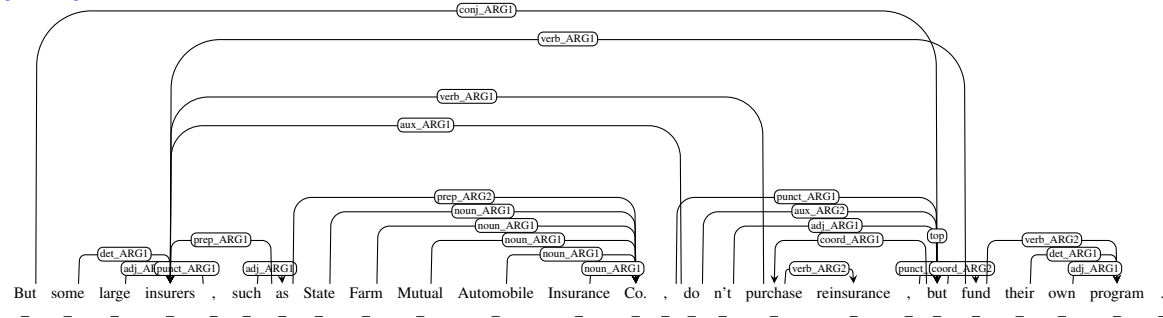 conj_ARG1
verb_ARG1
verb_ARG1
aux_ARG1
prep_ARG2 punct_ARG1
noun_ARG1 aux_ARG2
noun_ARG1 adj_ARG1
prep_ARG1 noun_ARG1 coord_ARG1 top verb_ARG2
det_ARG1 noun_ARG1 det_ARG1
punct_ARG1 adj_ARG1 noun_ARG1 verb_ARG2 coord_ARG2 adj_ARG1
But some large insurers , such as State Farm Mutual Automobile Insurance Co. , do n't purchase reinsurance , but fund their own program .